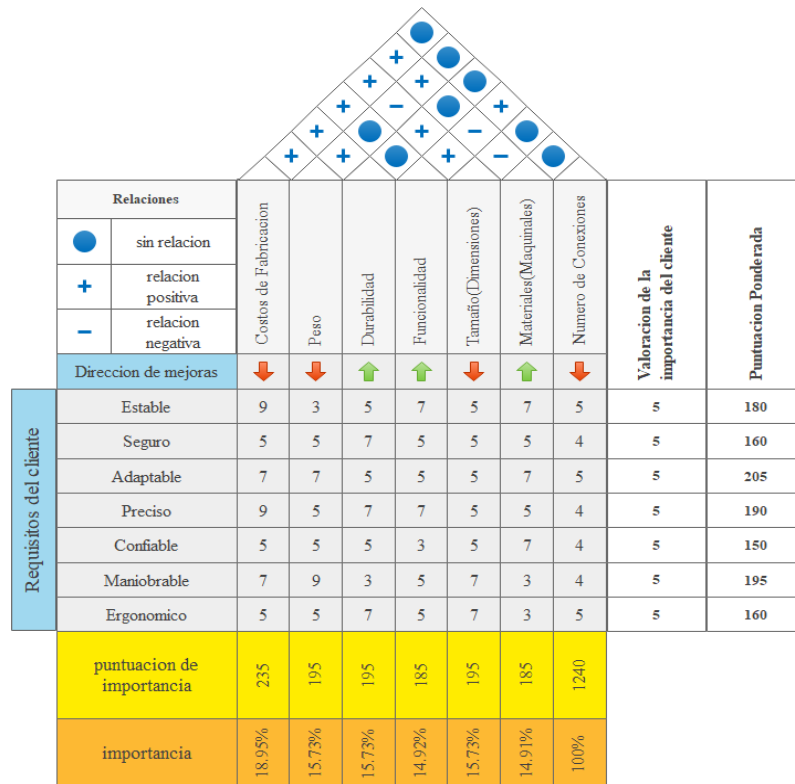 Relaciones
sin relacion
+ relacion
positiva
− relacion
negativa
Direccion de mejoras
Costos de Fabricacion
Peso
Durabilidad
Funcionalidad
Tamaño(Dimensiones)
Materiales(Maquinales)
Numero de Conexiones
Valoracion de la
importancia del cliente
Puntuacion Ponderada
Requisitos del cliente
Estable 9 3 5 7 5 7 5 5 180
Seguro 5 5 7 5 5 5 4 5 160
Adaptable 7 7 5 5 5 7 5 5 205
Preciso 9 5 7 7 5 5 4 5 190
Confiable 5 5 5 3 5 7 4 5 150
Maniobrable 7 9 3 5 7 3 4 5 195
Ergonomico 5 5 7 5 7 3 5 5 160
puntuacion de
importancia
235 195 195 185 195 185 1240
importancia 18.95% 15.73% 15.73% 14.92% 15.73% 14.91% 100%